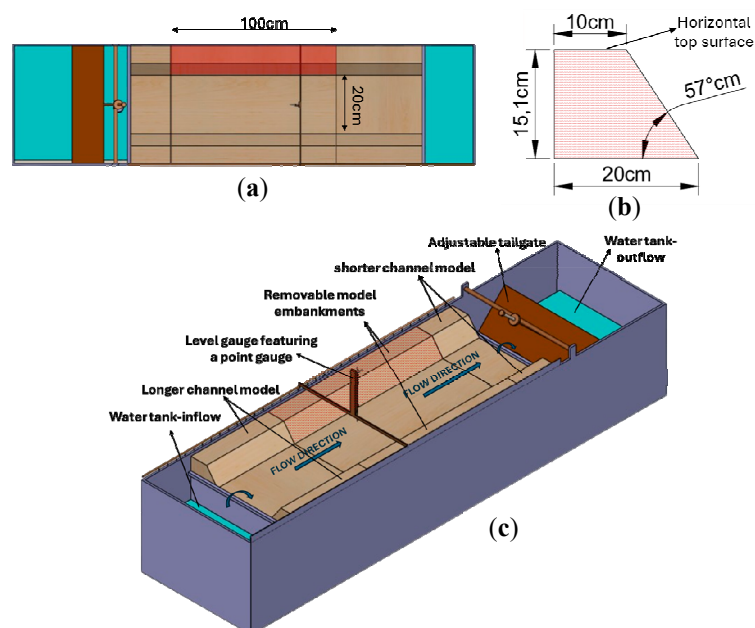 100cm
20cm
(a)
10cm
Horizontal
top surface
57°cm
15,1cm
20cm
(b)
Adjustable tailgate
Water tank-
outflow
shorter channel model
Removable model
embankments
Level gauge featuring
a point gauge
Longer channel model
Water tank-inflow
FLOW DIRECTION
FLOW DIRECTION
(c)